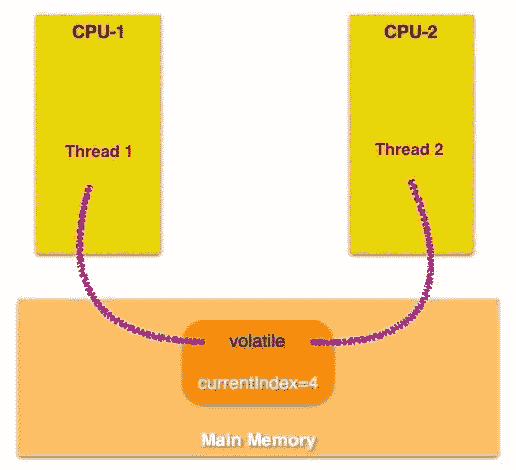 CPU-1
CPU-2
Thread 1
Thread 2
volatile
currentIndex=4
Main Memory